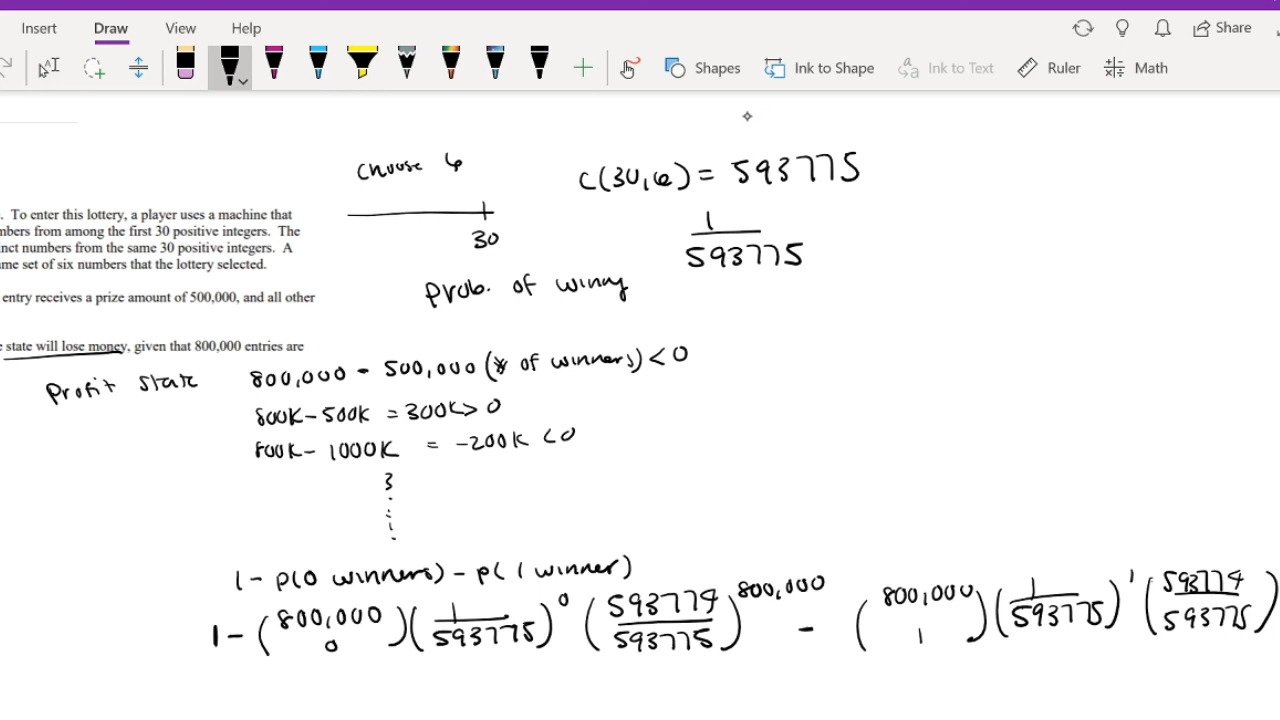 Insert Draw View Help Share
Shapes Ink to Shape Ink to Text Ruler Math
choose 6
C(30,6) = 593775
. To enter this lottery, a player uses a machine that
mbers from among the first 30 positive integers. The
inct numbers from the same 30 positive integers. A
me set of six numbers that the lottery selected.
30
1
593775
Prob. of winny
entry receives a prize amount of 500,000, and all other
e state will lose money, given that 800,000 entries are
Profit State 800,000 - 500,000 (# of winners) < 0
800K - 500K = 300K > 0
800K - 1000K = -200K < 0
3
1 - P(0 winners) - P( 1 winner)
1 - (800,000 0) (1/593775)^0 (593774/593775)^800,000 - (800,000 1) (1/593775)^1 (593774/593775)